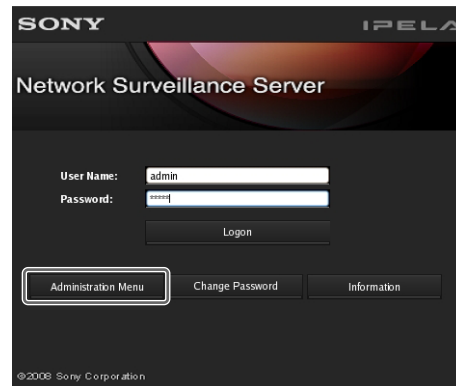 SONY
IPELA
Network Surveillance Server
User Name: admin
Password: *****
Logon
Administration Menu Change Password Information
©2008 Sony Corporation